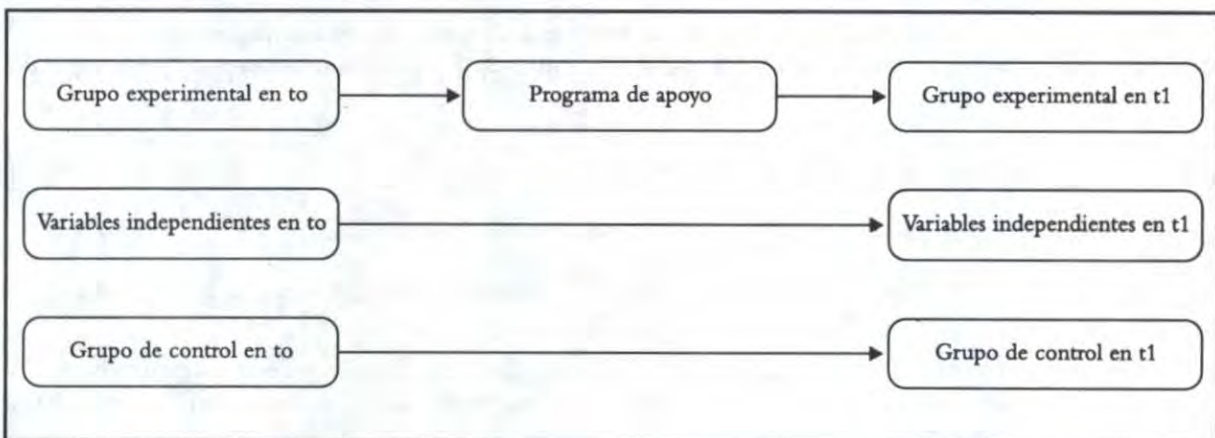 Grupo experimental en to
Programa de apoyo
Grupo experimental en t1
Variables independientes en to
Variables independientes en t1
Grupo de control en to
Grupo de control en t1